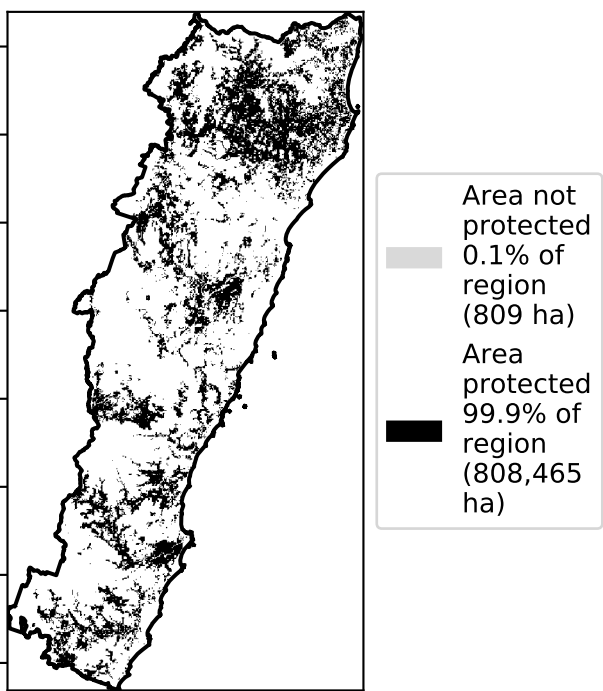 Area not
protected
0.1% of
region
(809 ha)
Area
protected
99.9% of
region
(808,465
ha)